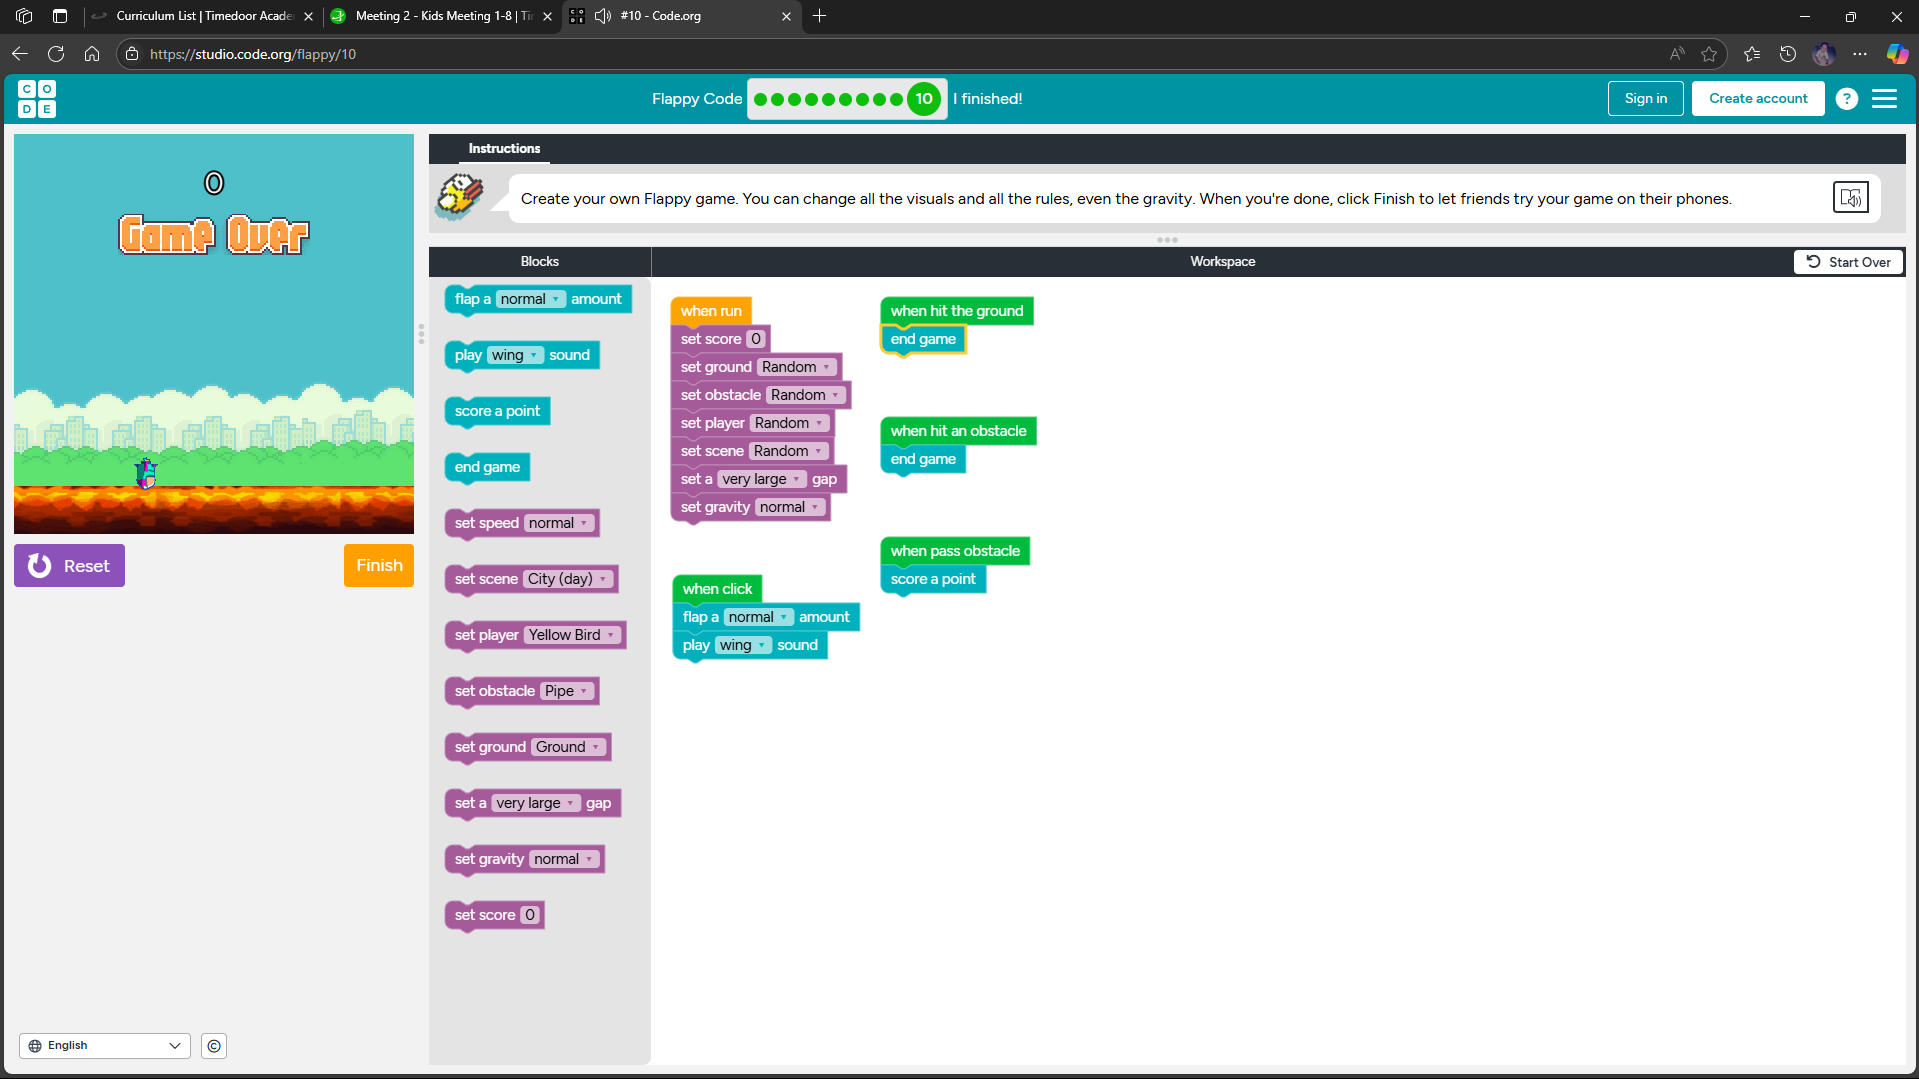 Curriculum List | Timedoor Acade
Meeting 2 - Kids Meeting 1-8 | Ti
#10 - Code.org
https://studio.code.org/flappy/10
C O
D E
Flappy Code
10
I finished!
Sign in
Create account
?
0
Game Over
Reset
Finish
Instructions
Create your own Flappy game. You can change all the visuals and all the rules, even the gravity. When you're done, click Finish to let friends try your game on their phones.
Blocks
Workspace
Start Over
flap a normal amount
play wing sound
score a point
end game
set speed normal
set scene City (day)
set player Yellow Bird
set obstacle Pipe
set ground Ground
set a very large gap
set gravity normal
set score 0
when run
set score 0
set ground Random
set obstacle Random
set player Random
set scene Random
set a very large gap
set gravity normal
when click
flap a normal amount
play wing sound
when hit the ground
end game
when hit an obstacle
end game
when pass obstacle
score a point
English
©